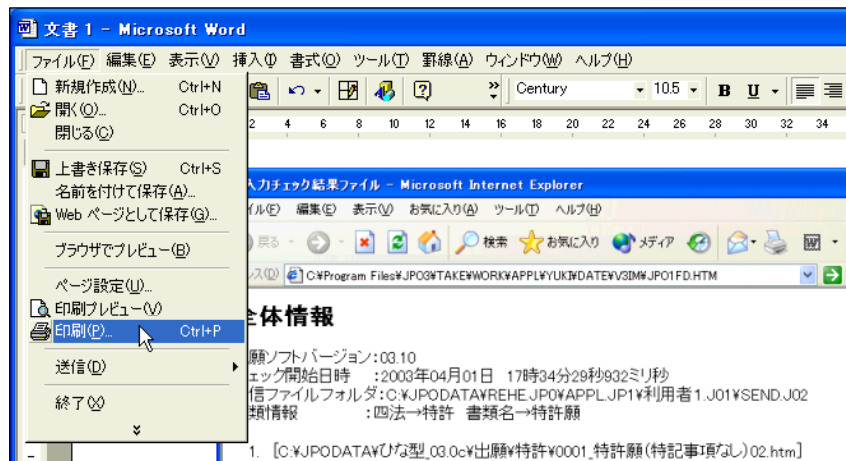 文書 1 - Microsoft Word
ファイル(F) 編集(E) 表示(V) 挿入(I) 書式(O) ツール(T) 罫線(A) ウィンドウ(W) ヘルプ(H)
新規作成(N)... Ctrl+N
開く(O)... Ctrl+O
閉じる(C)
上書き保存(S) Ctrl+S
名前を付けて保存(A)...
Web ページとして保存(G)...
ブラウザでプレビュー(B)
ページ設定(U)...
印刷プレビュー(V)
印刷(P)... Ctrl+P
送信(D)
終了(X)
Century 10.5 B U
2 4 6 8 10 12 14 16 18 20 22 24 26 28 30 32 34
入力チェック結果ファイル - Microsoft Internet Explorer
イル(F) 編集(E) 表示(V) お気に入り(A) ツール(T) ヘルプ(H)
戻る 検索 お気に入り メディア
レス(D) C:¥Program Files¥JPO3¥TAKE¥WORK¥APPL¥YUKI¥DATE¥V3IM¥JPO1FD.HTM
全体情報
願ソフトバージョン:03.10
ェック開始日時 :2003年04月01日 17時34分29秒932ミリ秒
信ファイルフォルダ:C:¥JPODATA¥REHE.JP0¥APPL.JP1¥利用者1.J01¥SEND.J02
類情報 :四法→特許 書類名→特許願
1. [C:¥JPODATA¥ひな型_03.0c¥出願¥特許¥0001_特許願(特記事項なし)02.htm]